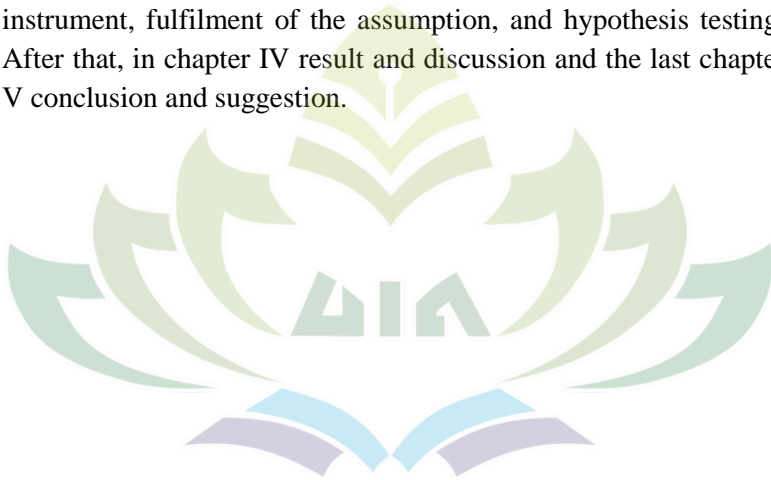 instrument, fulfilment of the assumption, and hypothesis testing
After that, in chapter IV result and discussion and the last chapte
V conclusion and suggestion.